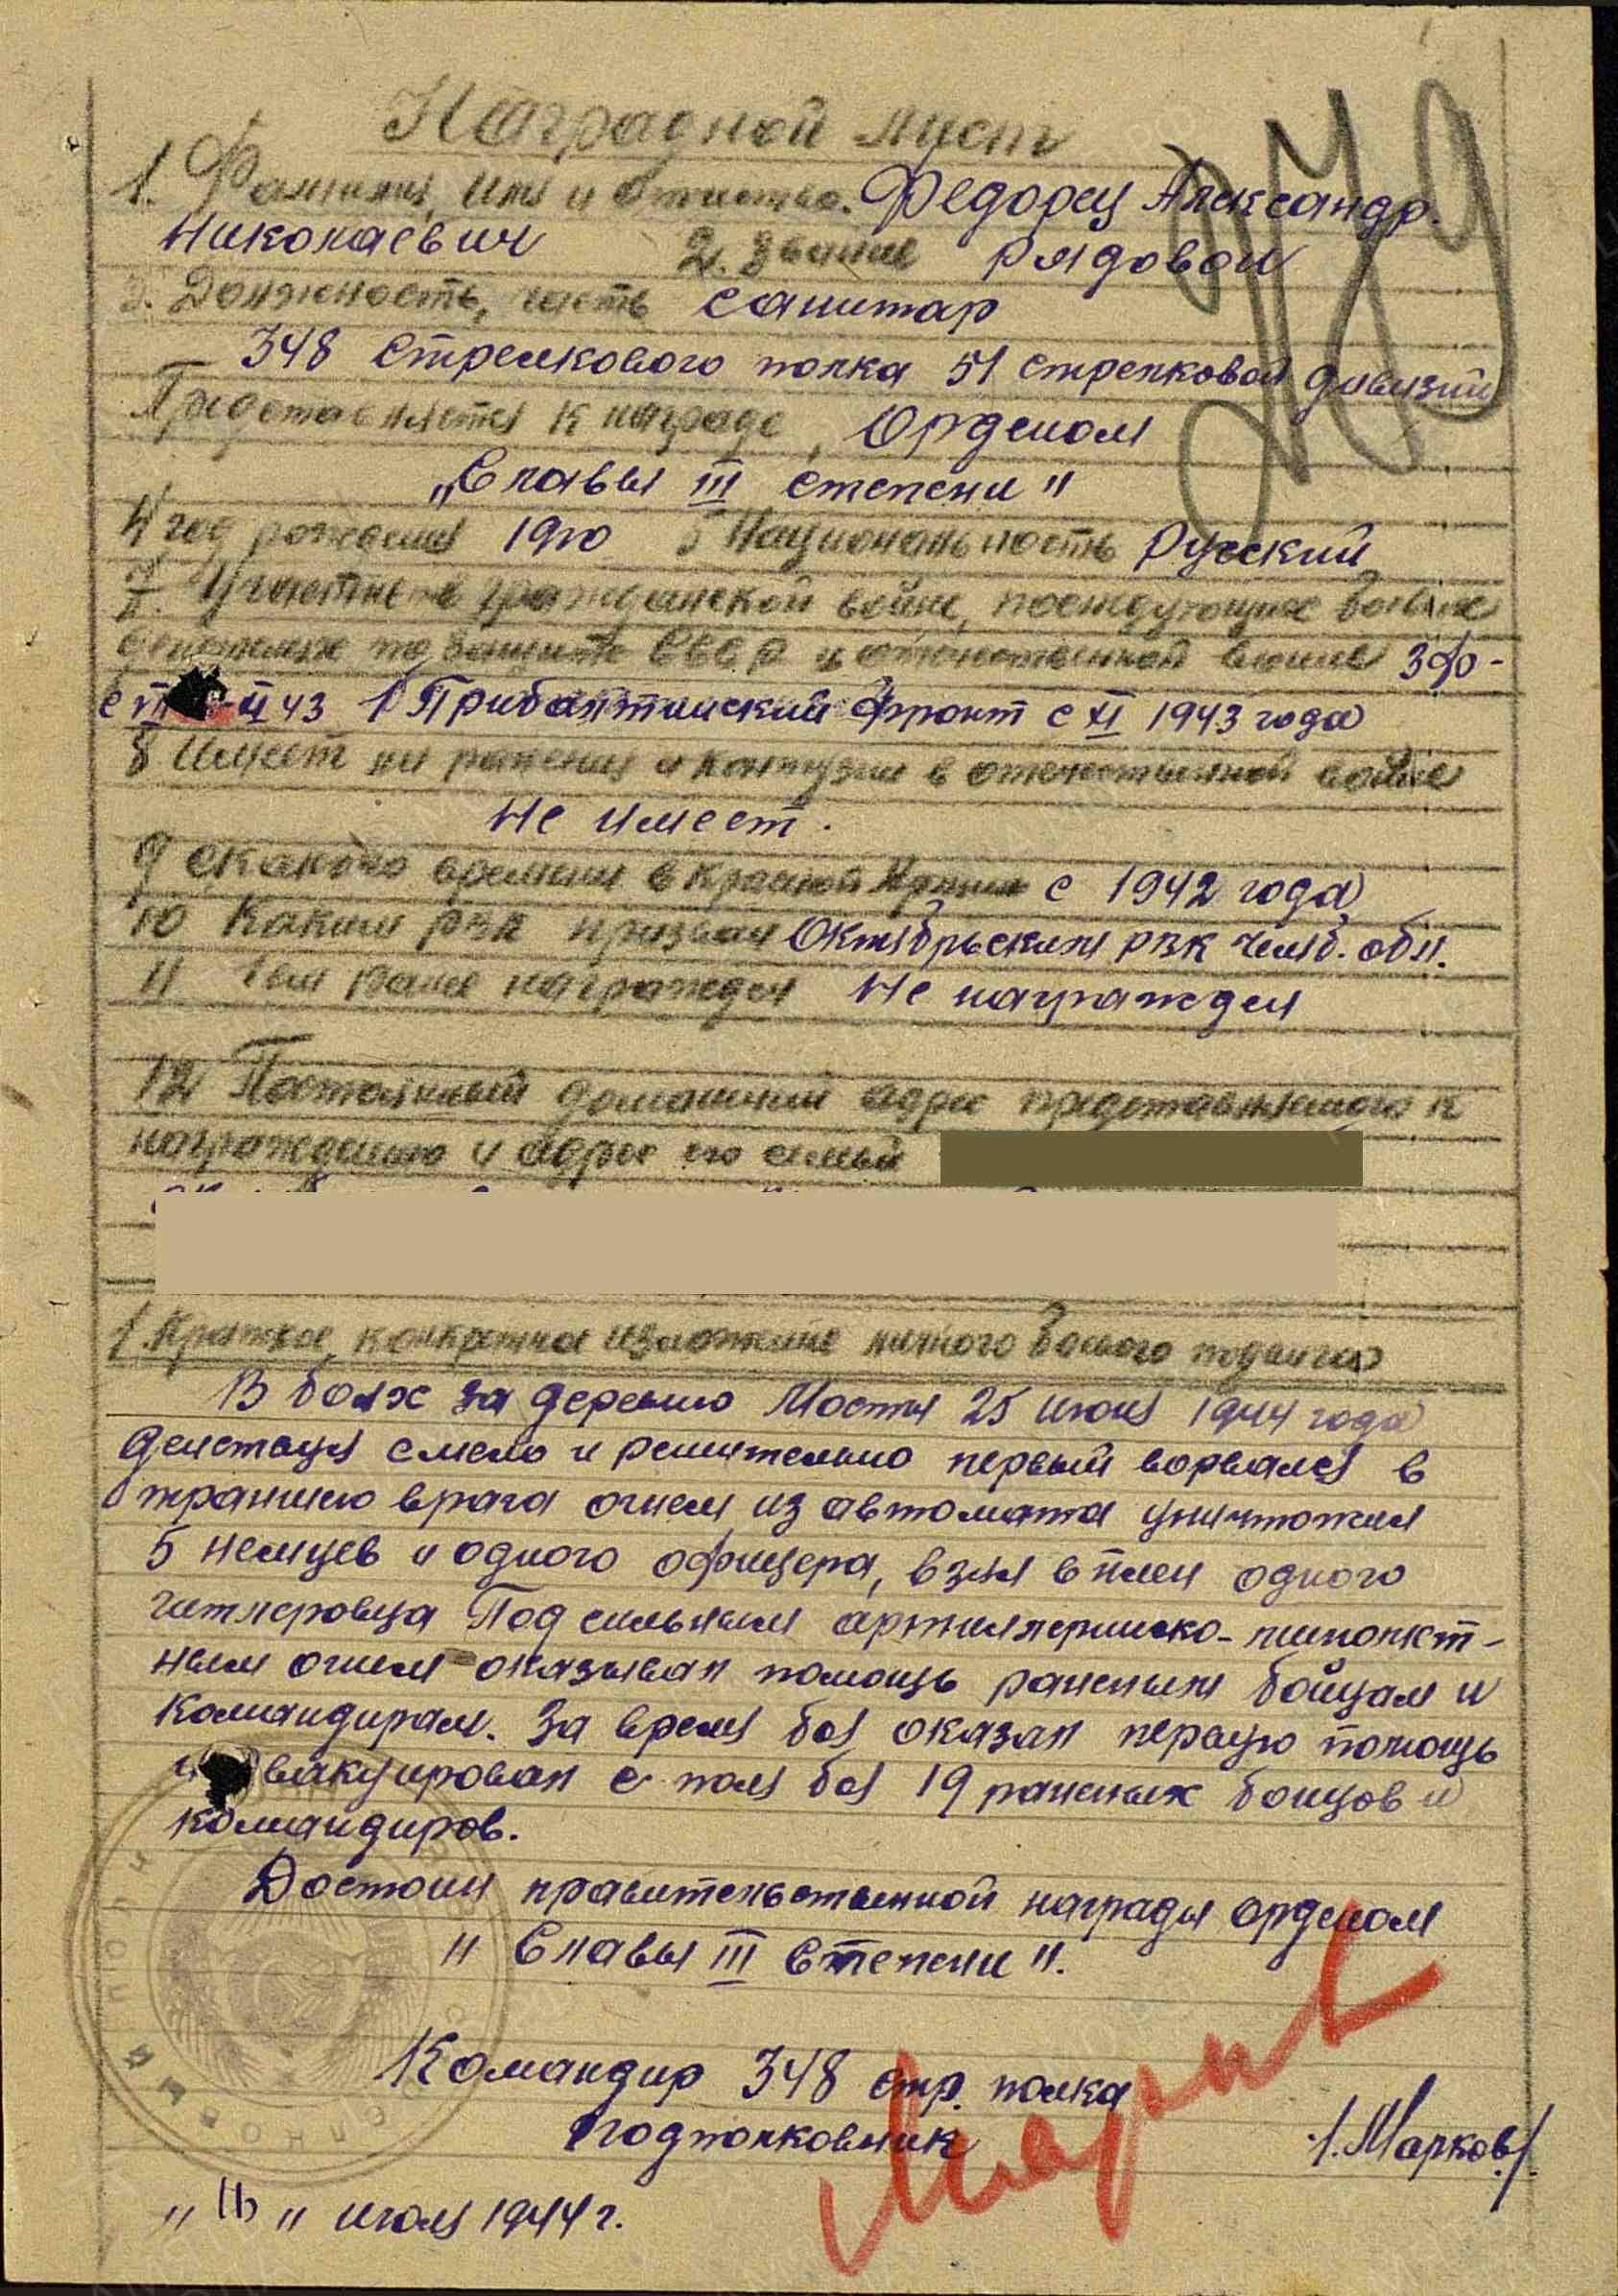 Наградной лист
1. Фамилия, имя и отчество. Федорец Александр.
Николаевич 2. Звание рядовой
3. Должность, часть санитар
348 стрелкового полка 51 стрелковой дивизии
Представляется к награде, Орденом
„Славы III степени"
4 год рождения 1910 5 Национальность Русский
7. Участие в гражданской войне, последующих боевых
действиях по защите СССР и отечественной войне
43 1 Прибалтийский фронт с XI 1943 года
8 Имеет ли ранения и контузии в отечественной войне
Не имеет.
9 с какого времени в Красной Армии с 1942 года
10 Каким РВК призван Октябрьским рвк Челяб. обл.
11 Чем ранее награжден Не награжден
12 Постоянный домашний адрес представляемого к
награждению и адрес его семьи
1. Краткое, конкретное изложение личного боевого подвига
В боях за деревню Мосты 25 июня 1944 года
действуя смело и решительно первый ворвался в
траншею врага огнем из автомата уничтожил
5 немцев и одного офицера, взял в плен одного
гитлеровца Под сильным артиллерийско-минометным
огнем оказывал помощь раненым бойцам и
командирам. За время боя оказал первую помощь
и вакуировал с поля боя 19 раненых бойцов и
командиров.
Достоин правительственной награды орденом
„ Славы III Степени ".
Командир 348 стр. полка
подполковник /.Марков/.
" " июля 1944 г.